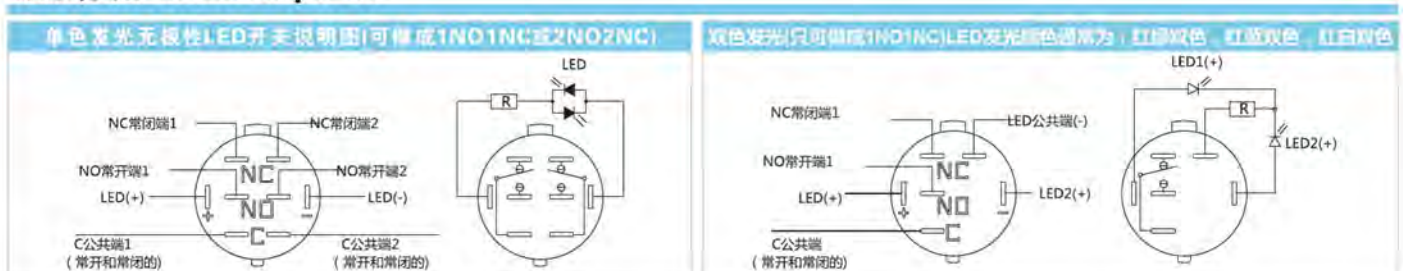 单色发光无极性LED开关说明图(可做成1NO1NC或2NO2NC)
LED
R
NC常闭端1
NC常闭端2
NO常开端1
NO常开端2
NC
LED(+)
LED(-)
+
NO
−
C公共端1
C
C公共端2
(常开和常闭的)
(常开和常闭的)
双色发光(只可做成1NO1NC)LED发光颜色通常为:红绿双色,红蓝双色,红白双色
LED1(+)
R
NC常闭端1
LED公共端(-)
LED2(+)
NO常开端1
NC
LED(+)
LED2(+)
+
NO
−
C公共端
C
(常开和常闭的)